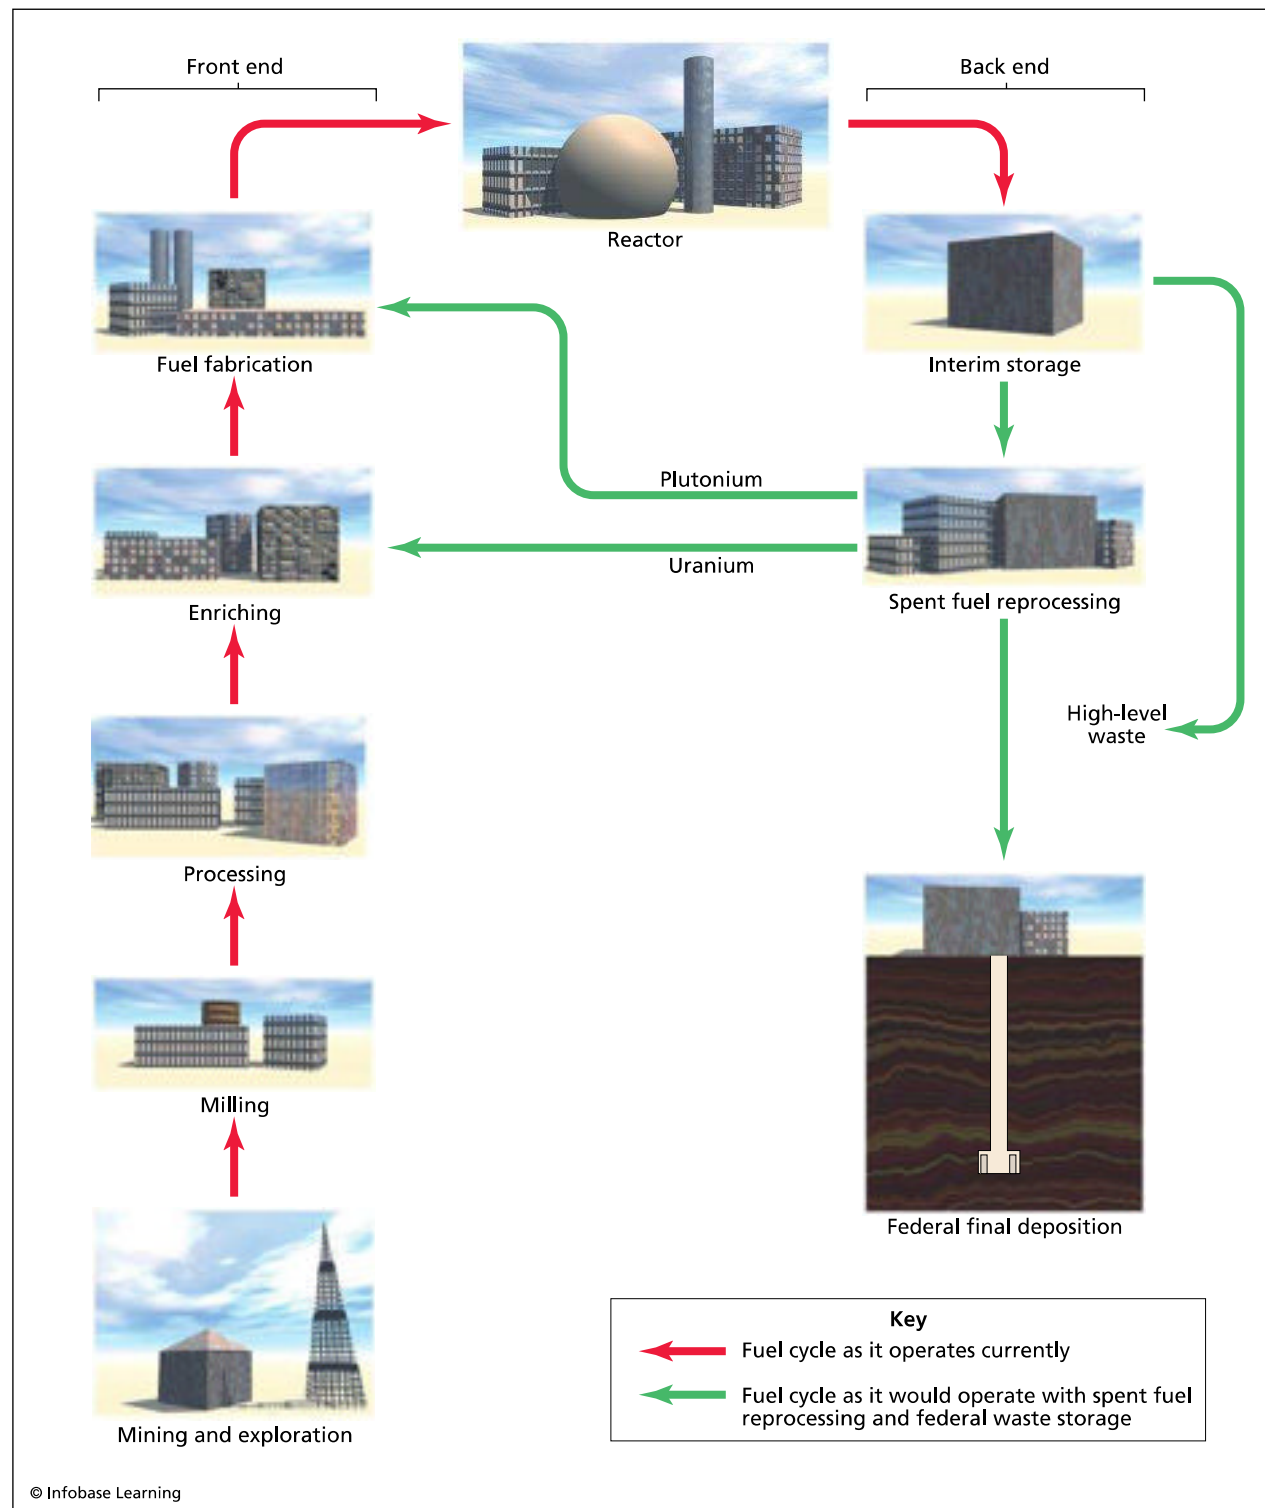 Front end
Back end
Reactor
Fuel fabrication
Interim storage
Plutonium
Uranium
Enriching
Spent fuel reprocessing
High-level
waste
Processing
Milling
Federal final deposition
Mining and exploration
Key
Fuel cycle as it operates currently
Fuel cycle as it would operate with spent fuel
reprocessing and federal waste storage
© Infobase Learning